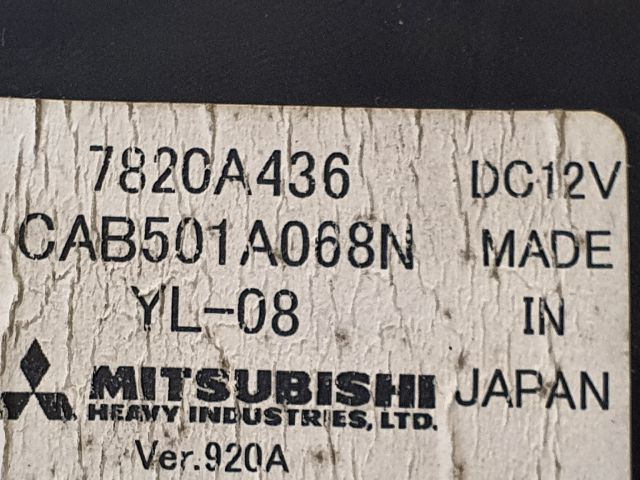 7820A436 DC12V
CAB501A068N MADE
YL-08 IN
MITSUBISHI JAPAN
HEAVY INDUSTRIES, LTD.
Ver.920A